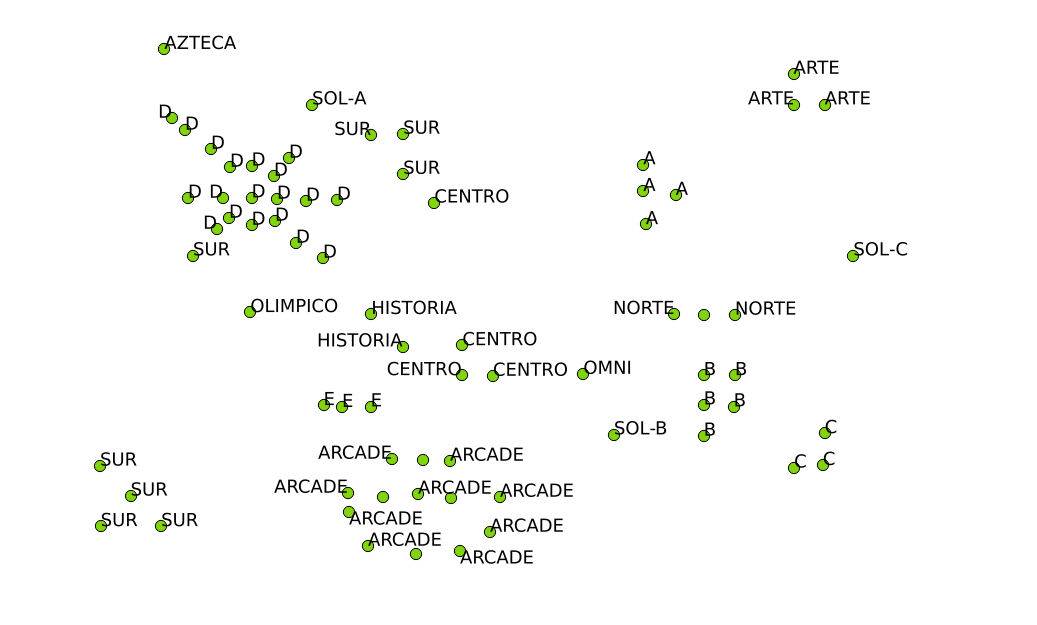 AZTECA
ARTE
ARTE
ARTE
SOL-A
D
D
SUR
SUR
D
D
D
D
D
SUR
A
D
D
D
D
D
D
CENTRO
A
A
D
D
D
D
A
D
D
SUR
SOL-C
OLIMPICO
HISTORIA
NORTE
NORTE
HISTORIA
CENTRO
CENTRO
CENTRO
OMNI
B
B
E
E
E
B
B
SOL-B
B
C
SUR
ARCADE
ARCADE
C
C
SUR
ARCADE
ARCADE
ARCADE
SUR
SUR
ARCADE
ARCADE
ARCADE
ARCADE